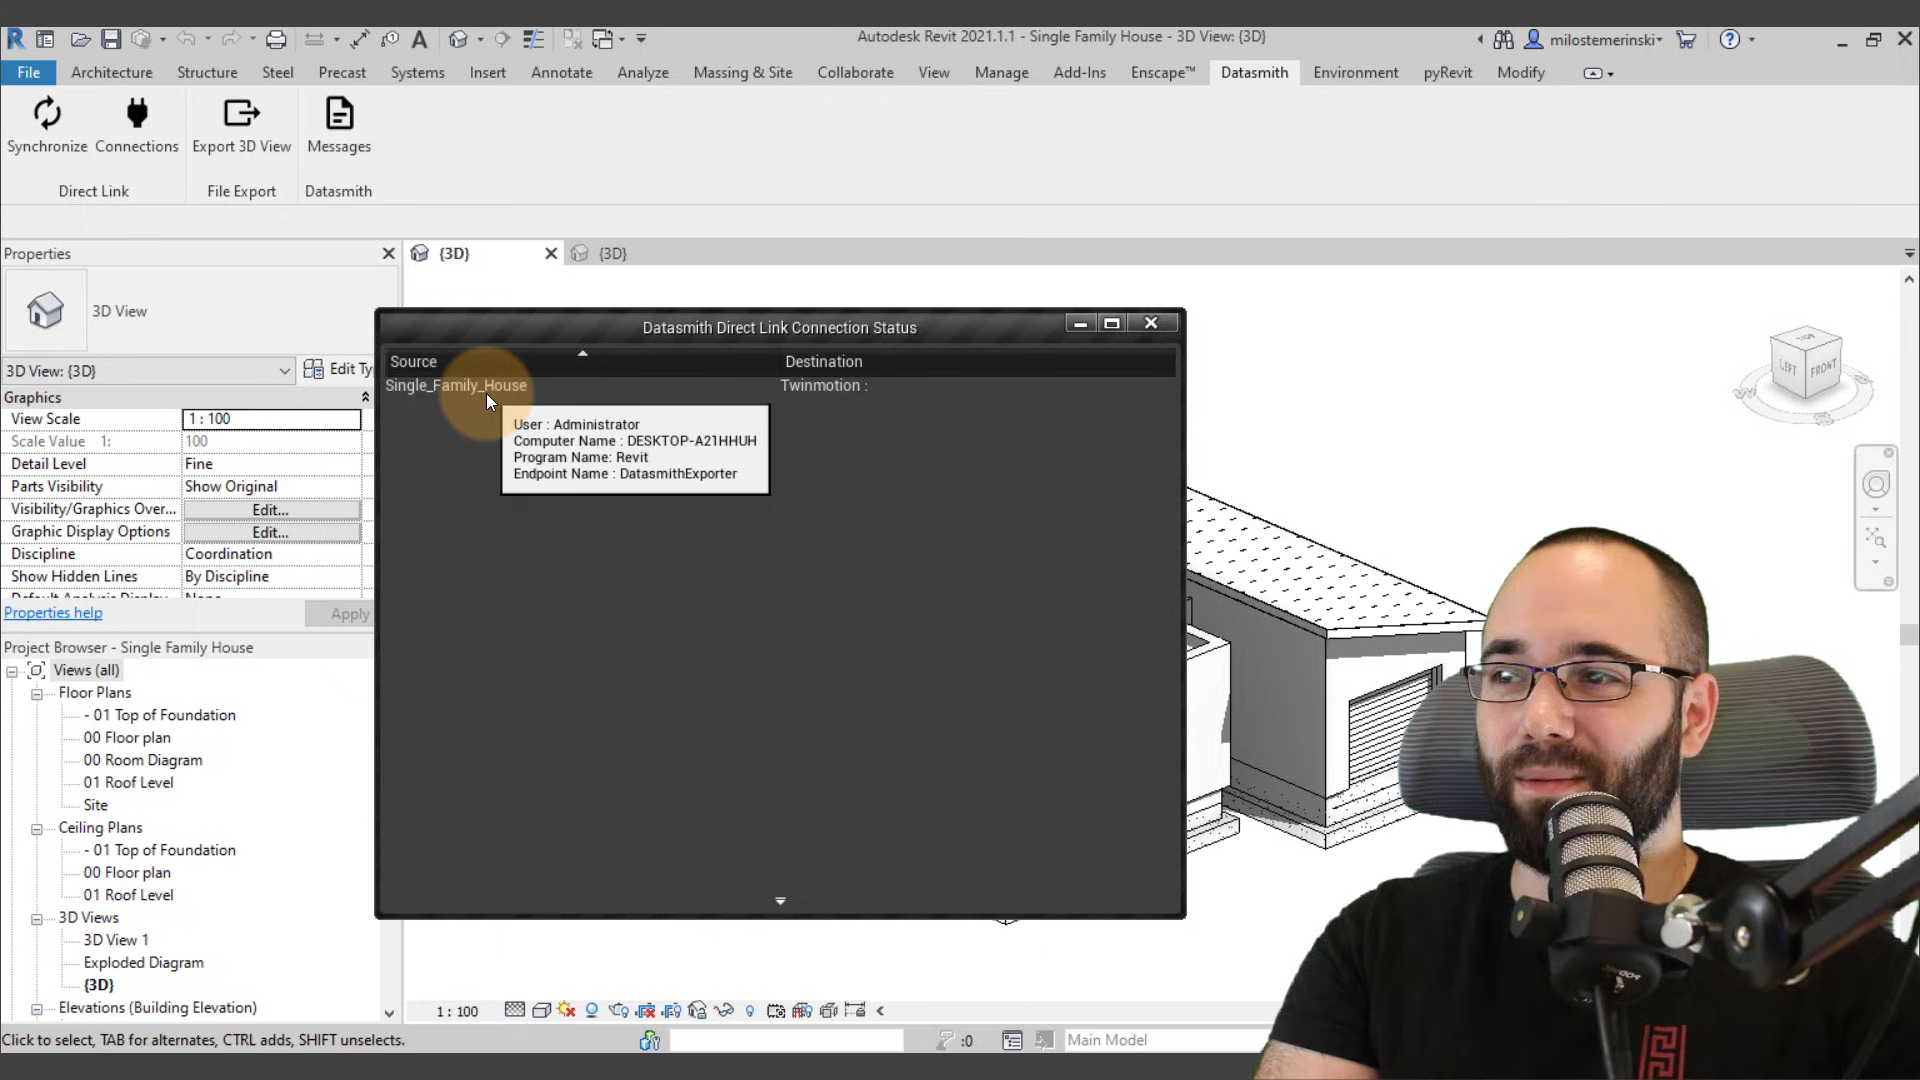 Autodesk Revit 2021.1.1 - Single Family House - 3D View: {3D}
milostemerinski
File Architecture Structure Steel Precast Systems Insert Annotate Analyze Massing & Site Collaborate View Manage Add-Ins Enscape™ Datasmith Environment pyRevit Modify
Synchronize Connections Export 3D View Messages
Direct Link File Export Datasmith
Properties
{3D}
{3D}
3D View
3D View: {3D}
Edit Ty
Graphics
View Scale 1 : 100
Scale Value 1: 100
Detail Level Fine
Parts Visibility Show Original
Visibility/Graphics Over... Edit...
Graphic Display Options Edit...
Discipline Coordination
Show Hidden Lines By Discipline
Default Analysis Display None
Properties help
Apply
Project Browser - Single Family House
Views (all)
Floor Plans
- 01 Top of Foundation
00 Floor plan
00 Room Diagram
01 Roof Level
Site
Ceiling Plans
- 01 Top of Foundation
00 Floor plan
01 Roof Level
3D Views
3D View 1
Exploded Diagram
{3D}
Elevations (Building Elevation)
Datasmith Direct Link Connection Status
Source Destination
Single_Family_House Twinmotion :
User : Administrator
Computer Name : DESKTOP-A21HHUH
Program Name: Revit
Endpoint Name : DatasmithExporter
LEFT
FRONT
1 : 100
Click to select, TAB for alternates, CTRL adds, SHIFT unselects.
:0
Main Model